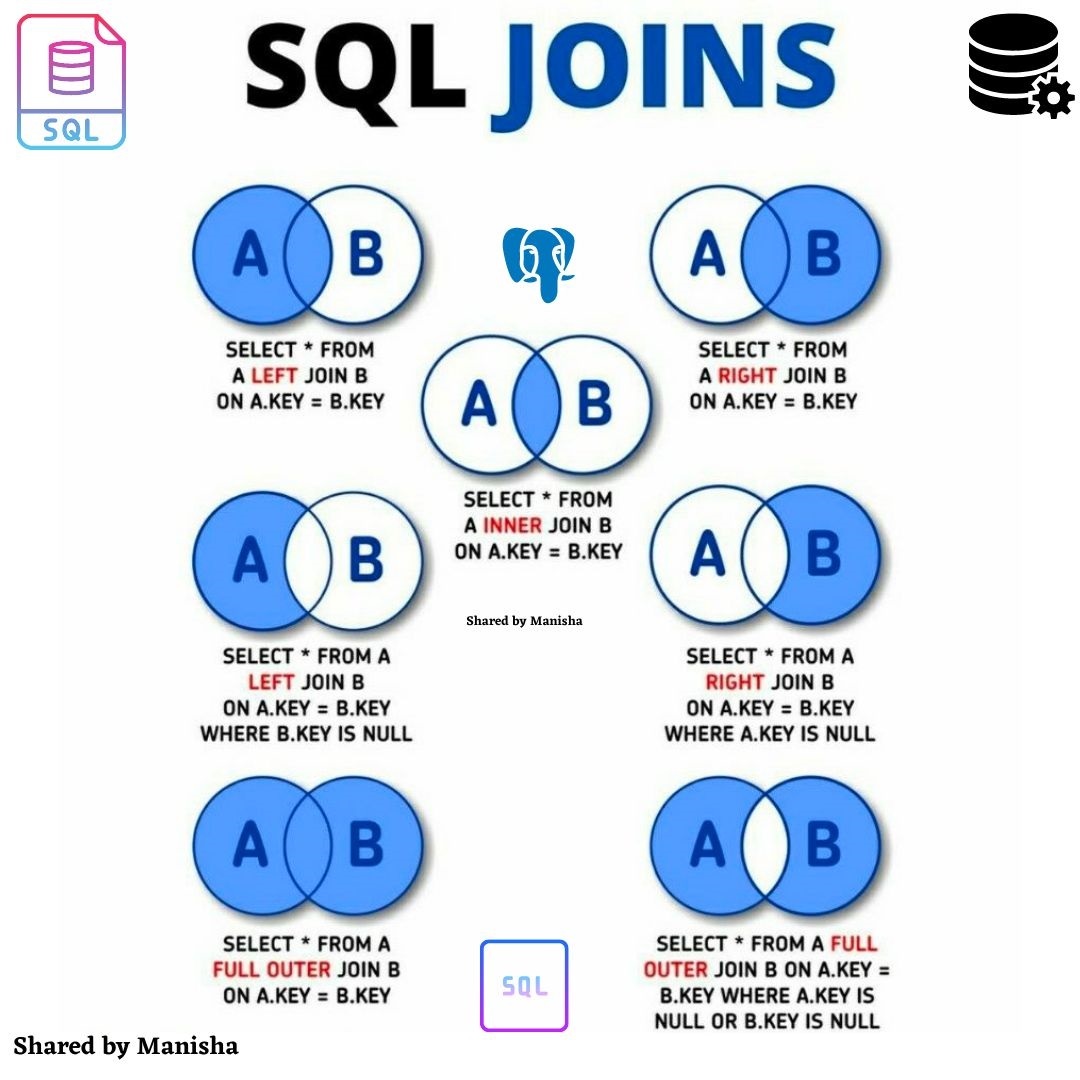 SQL JOINS
SQL
A B
SELECT * FROM
A LEFT JOIN B
ON A.KEY = B.KEY
A B
SELECT * FROM
A RIGHT JOIN B
ON A.KEY = B.KEY
A B
SELECT * FROM
A INNER JOIN B
ON A.KEY = B.KEY
A B
SELECT * FROM A
LEFT JOIN B
ON A.KEY = B.KEY
WHERE B.KEY IS NULL
A B
SELECT * FROM A
RIGHT JOIN B
ON A.KEY = B.KEY
WHERE A.KEY IS NULL
Shared by Manisha
A B
SELECT * FROM A
FULL OUTER JOIN B
ON A.KEY = B.KEY
A B
SELECT * FROM A FULL
OUTER JOIN B ON A.KEY =
B.KEY WHERE A.KEY IS
NULL OR B.KEY IS NULL
SQL
Shared by Manisha